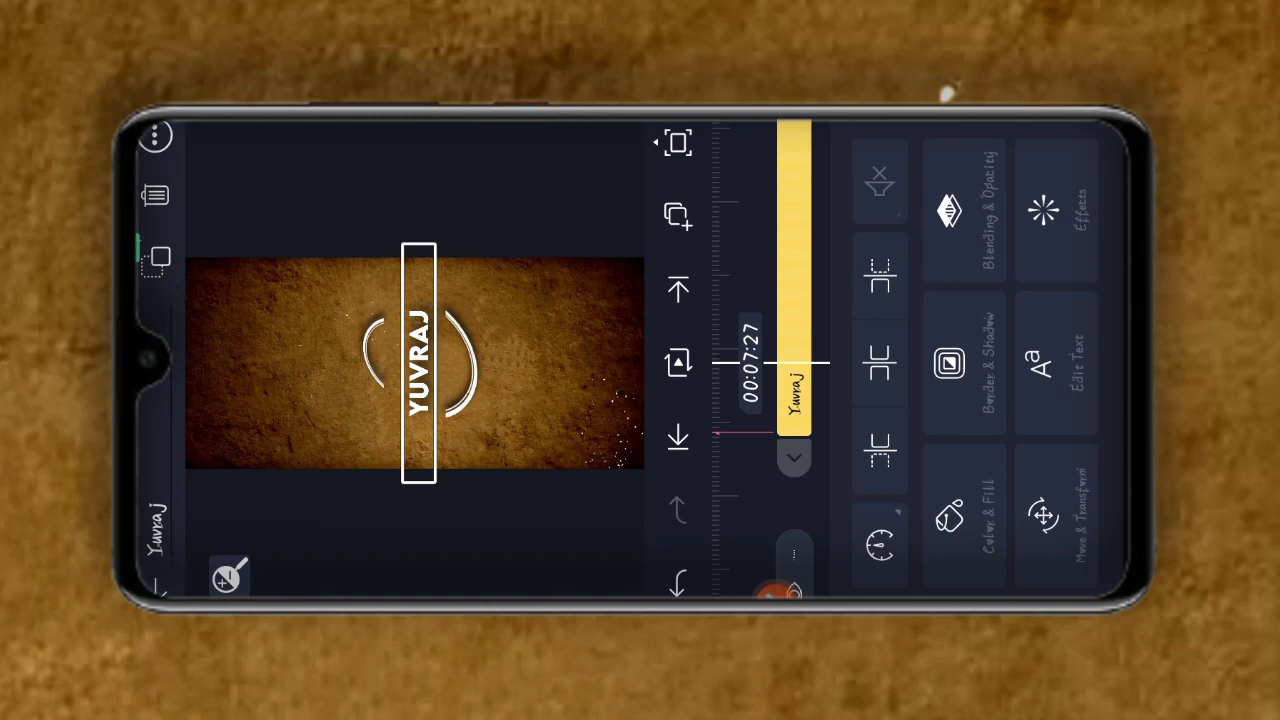 Yuvraj
YUVRAJ
00:07:27
Yuvraj
Color & Fill
Border & Shadow
Blending & Opacity
Move & Transform
Edit Text
Effects